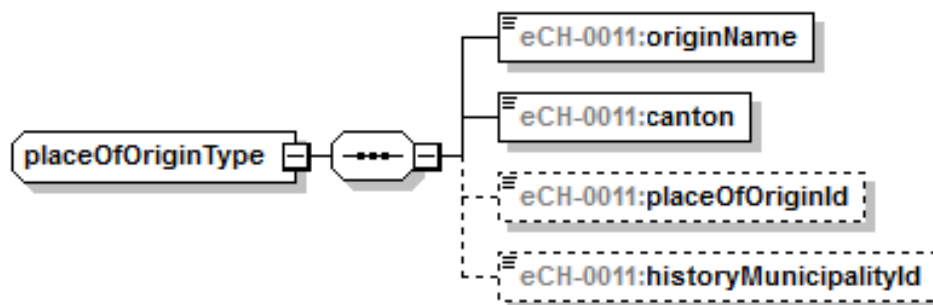 eCH-0011:originName
eCH-0011:canton
placeOfOriginType
eCH-0011:placeOfOriginId
eCH-0011:historyMunicipalityId